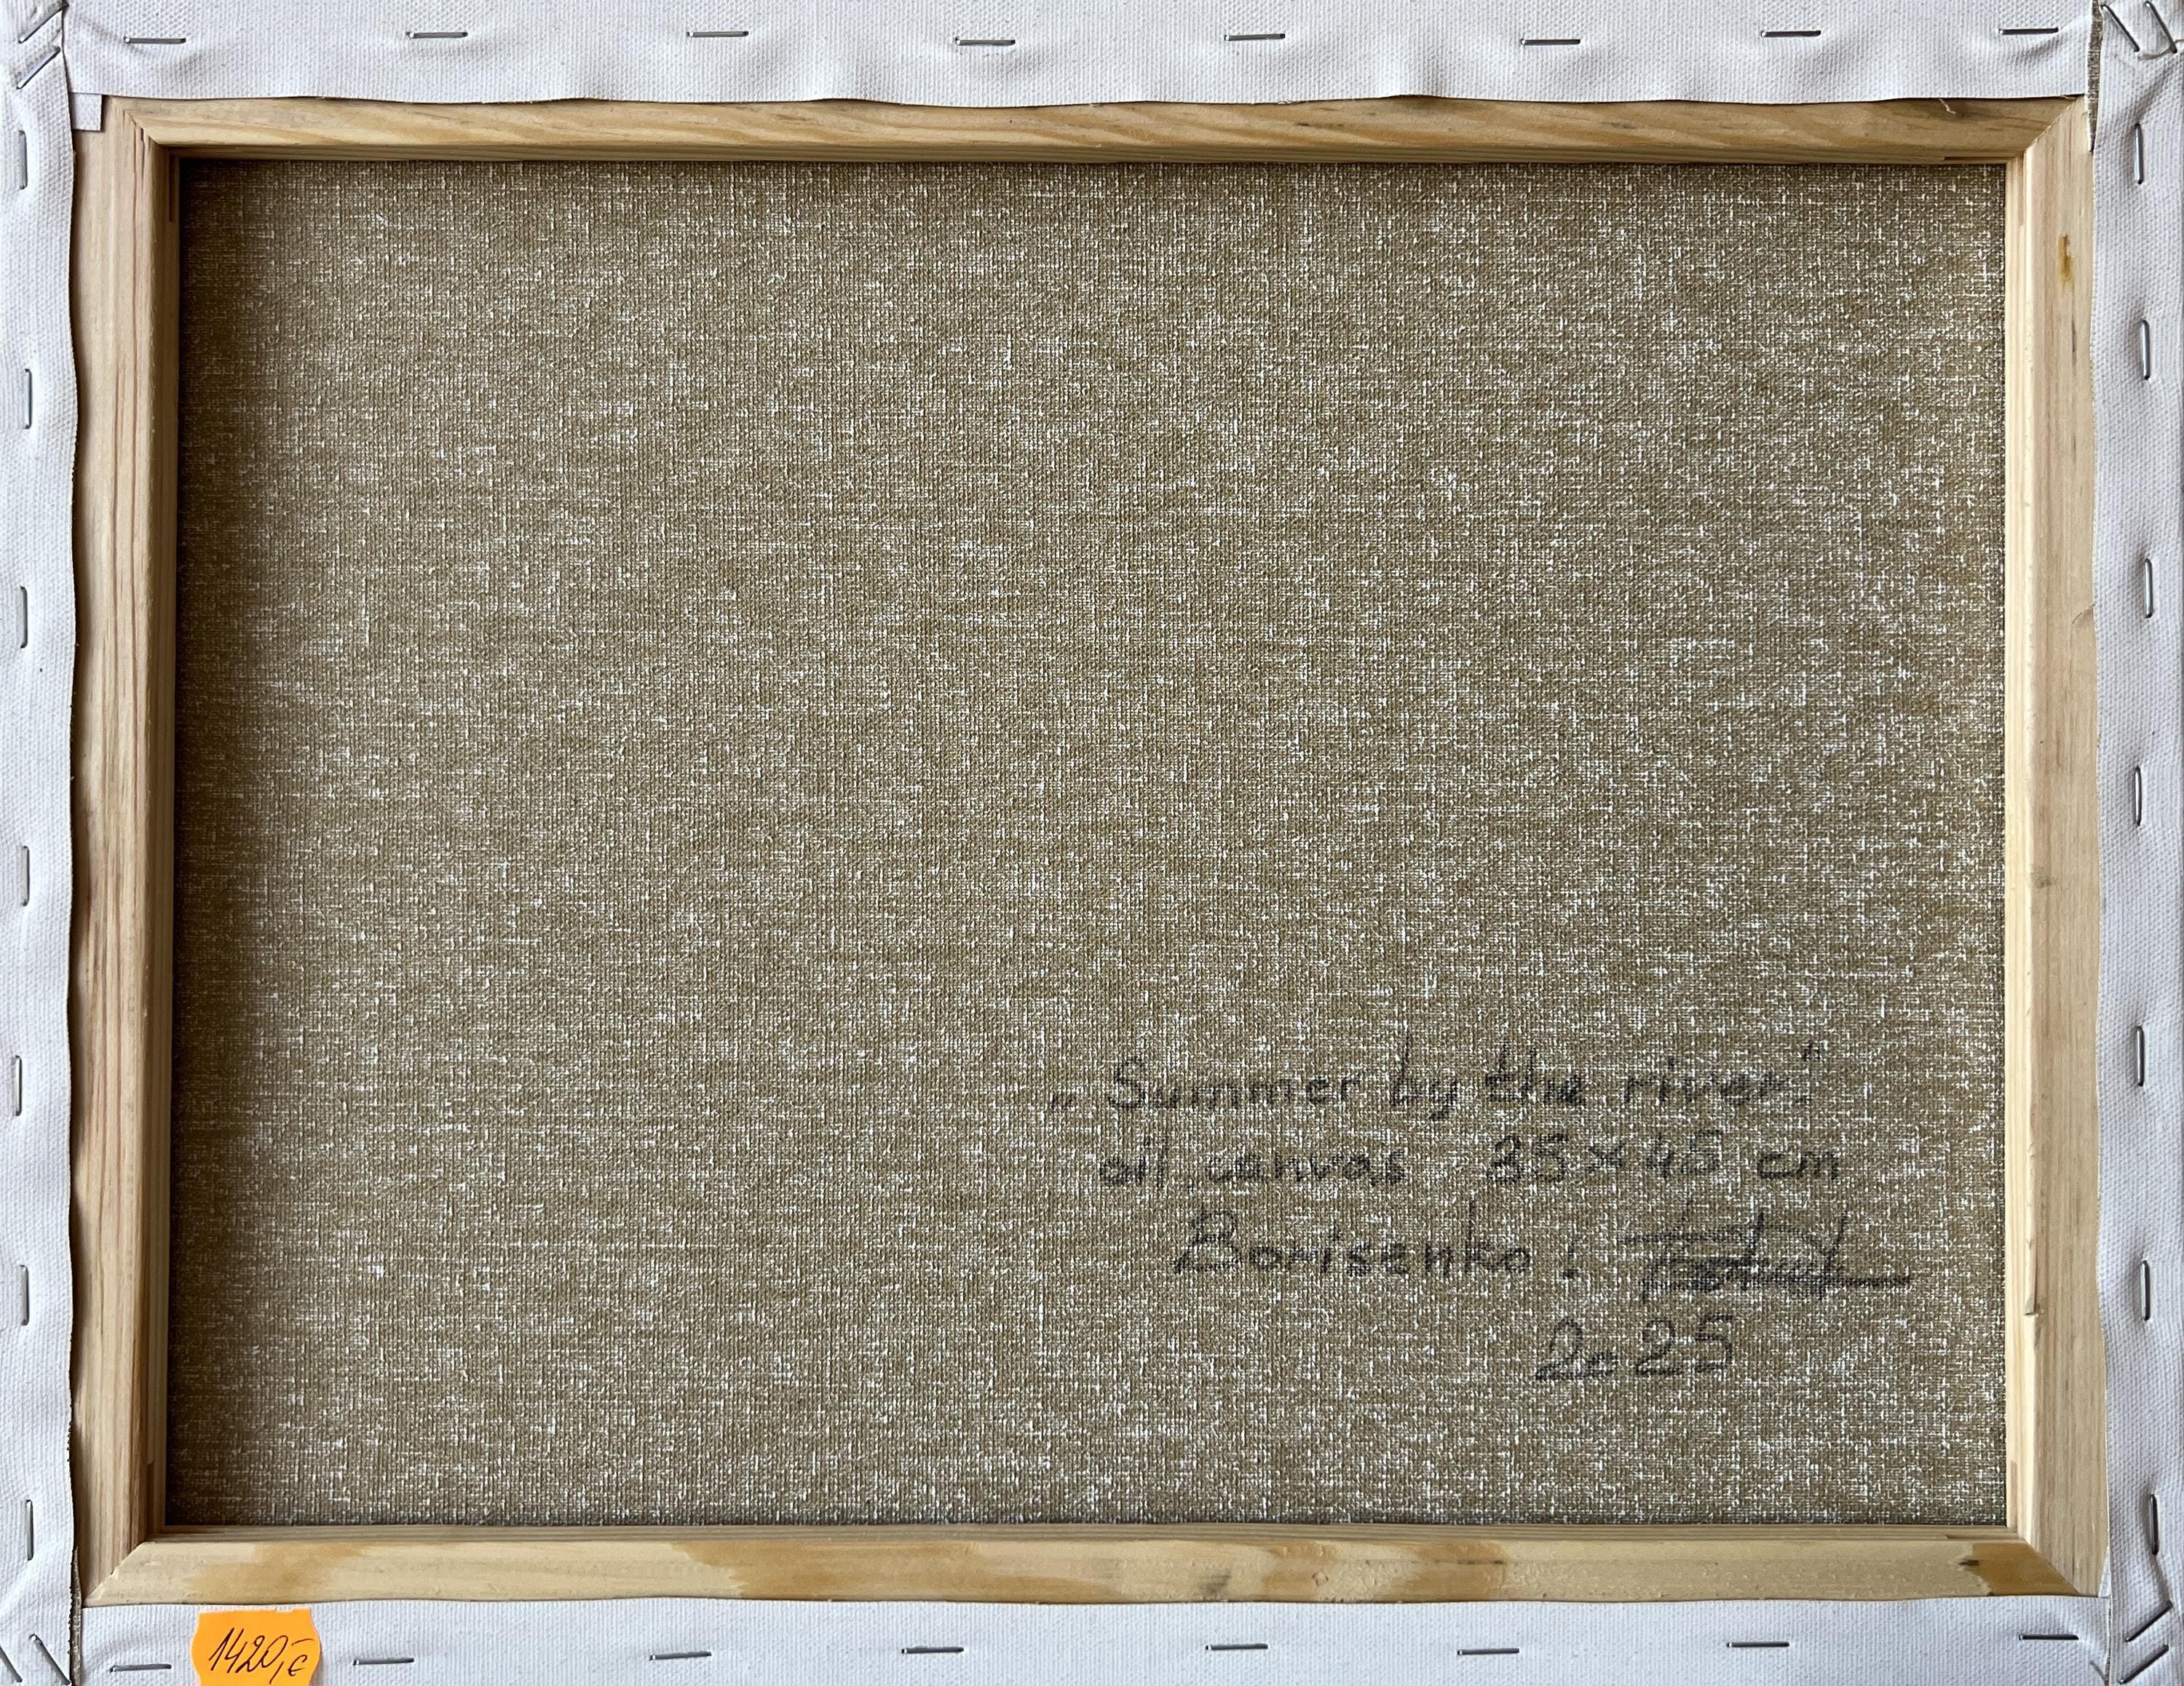 „Summer by the river"
oil, canvas 35×45 cm
Borisenko:
2025
1420,-€